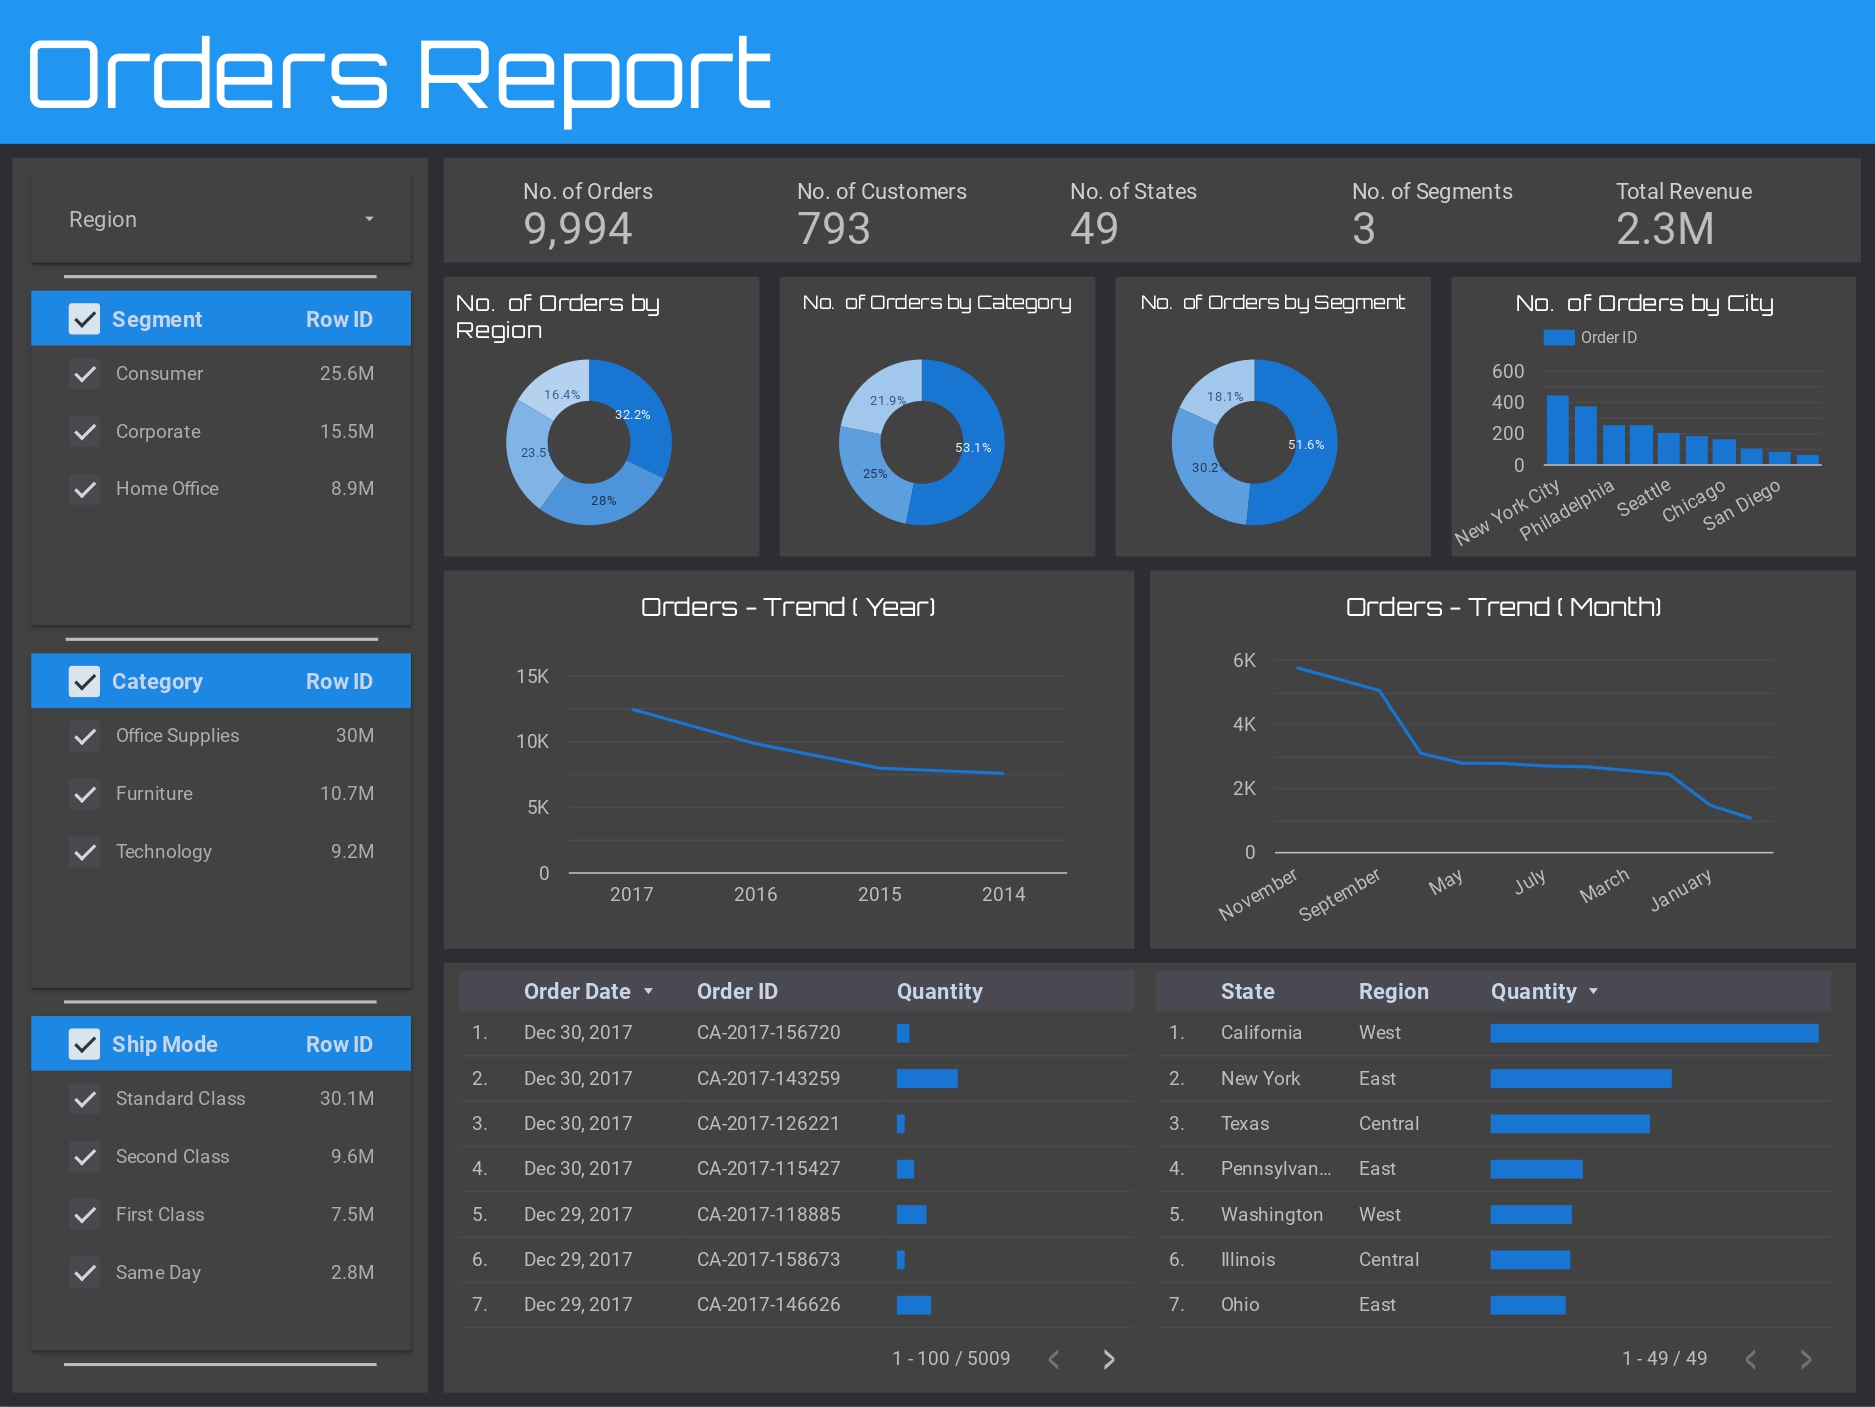 Orders Report
Region
Segment Row ID
Consumer 25.6M
Corporate 15.5M
Home Office 8.9M
Category Row ID
Office Supplies 30M
Furniture 10.7M
Technology 9.2M
Ship Mode Row ID
Standard Class 30.1M
Second Class 9.6M
First Class 7.5M
Same Day 2.8M
No. of Orders
9,994
No. of Customers
793
No. of States
49
No. of Segments
3
Total Revenue
2.3M
No. of Orders by
Region
16.4%
32.2%
23.5
28%
No. of Orders by Category
21.9%
53.1%
25%
No. of Orders by Segment
18.1%
51.6%
30.2
No. of Orders by City
Order ID
600
400
200
0
New York City
Philadelphia
Seattle
Chicago
San Diego
Orders - Trend ( Year)
15K
10K
5K
0
2017 2016 2015 2014
Orders - Trend ( Month)
6K
4K
2K
0
November
September
May
July
March
January
Order Date Order ID Quantity
1. Dec 30, 2017 CA-2017-156720
2. Dec 30, 2017 CA-2017-143259
3. Dec 30, 2017 CA-2017-126221
4. Dec 30, 2017 CA-2017-115427
5. Dec 29, 2017 CA-2017-118885
6. Dec 29, 2017 CA-2017-158673
7. Dec 29, 2017 CA-2017-146626
1 - 100 / 5009
State Region Quantity
1. California West
2. New York East
3. Texas Central
4. Pennsylvan... East
5. Washington West
6. Illinois Central
7. Ohio East
1 - 49 / 49